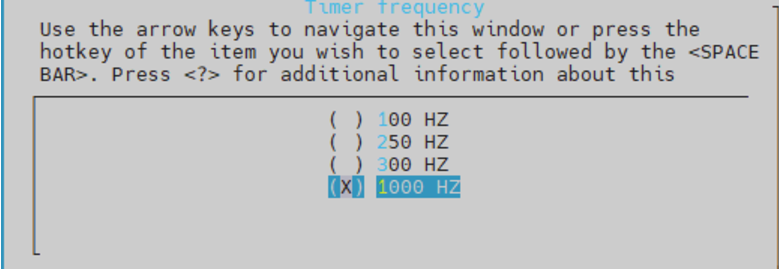 Timer frequency
Use the arrow keys to navigate this window or press the
hotkey of the item you wish to select followed by the <SPACE
BAR>. Press <?> for additional information about this
( ) 100 HZ
( ) 250 HZ
( ) 300 HZ
(X) 1000 HZ